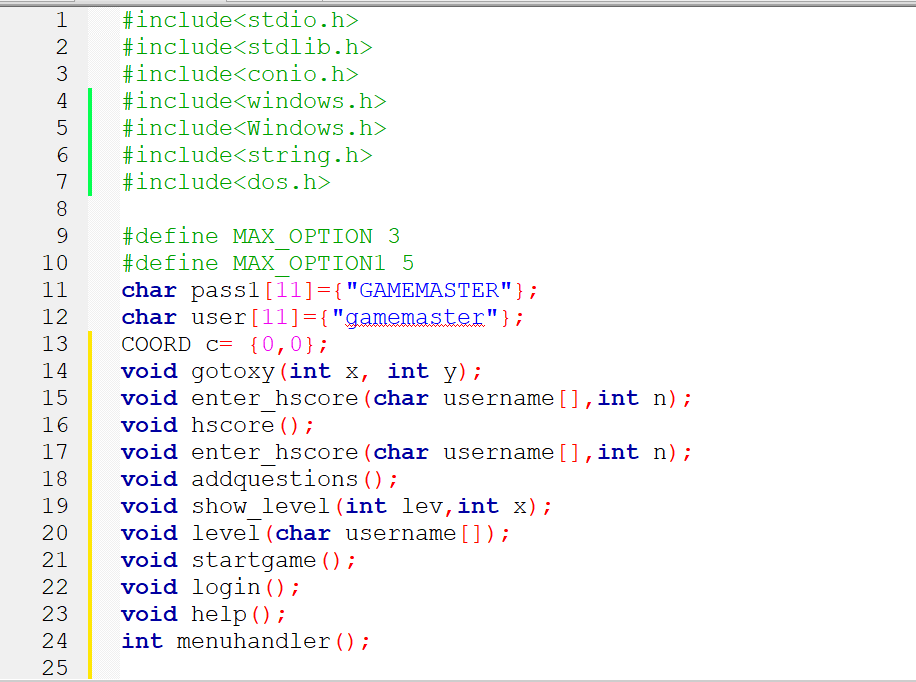 1 #include<stdio.h>
2 #include<stdlib.h>
3 #include<conio.h>
4 #include<windows.h>
5 #include<Windows.h>
6 #include<string.h>
7 #include<dos.h>
8
9 #define MAX_OPTION 3
10 #define MAX_OPTION1 5
11 char pass1[11]={"GAMEMASTER"};
12 char user[11]={"gamemaster"};
13 COORD c= {0,0};
14 void gotoxy(int x, int y);
15 void enter_hscore(char username[],int n);
16 void hscore();
17 void enter_hscore(char username[],int n);
18 void addquestions();
19 void show_level(int lev,int x);
20 void level(char username[]);
21 void startgame();
22 void login();
23 void help();
24 int menuhandler();
25